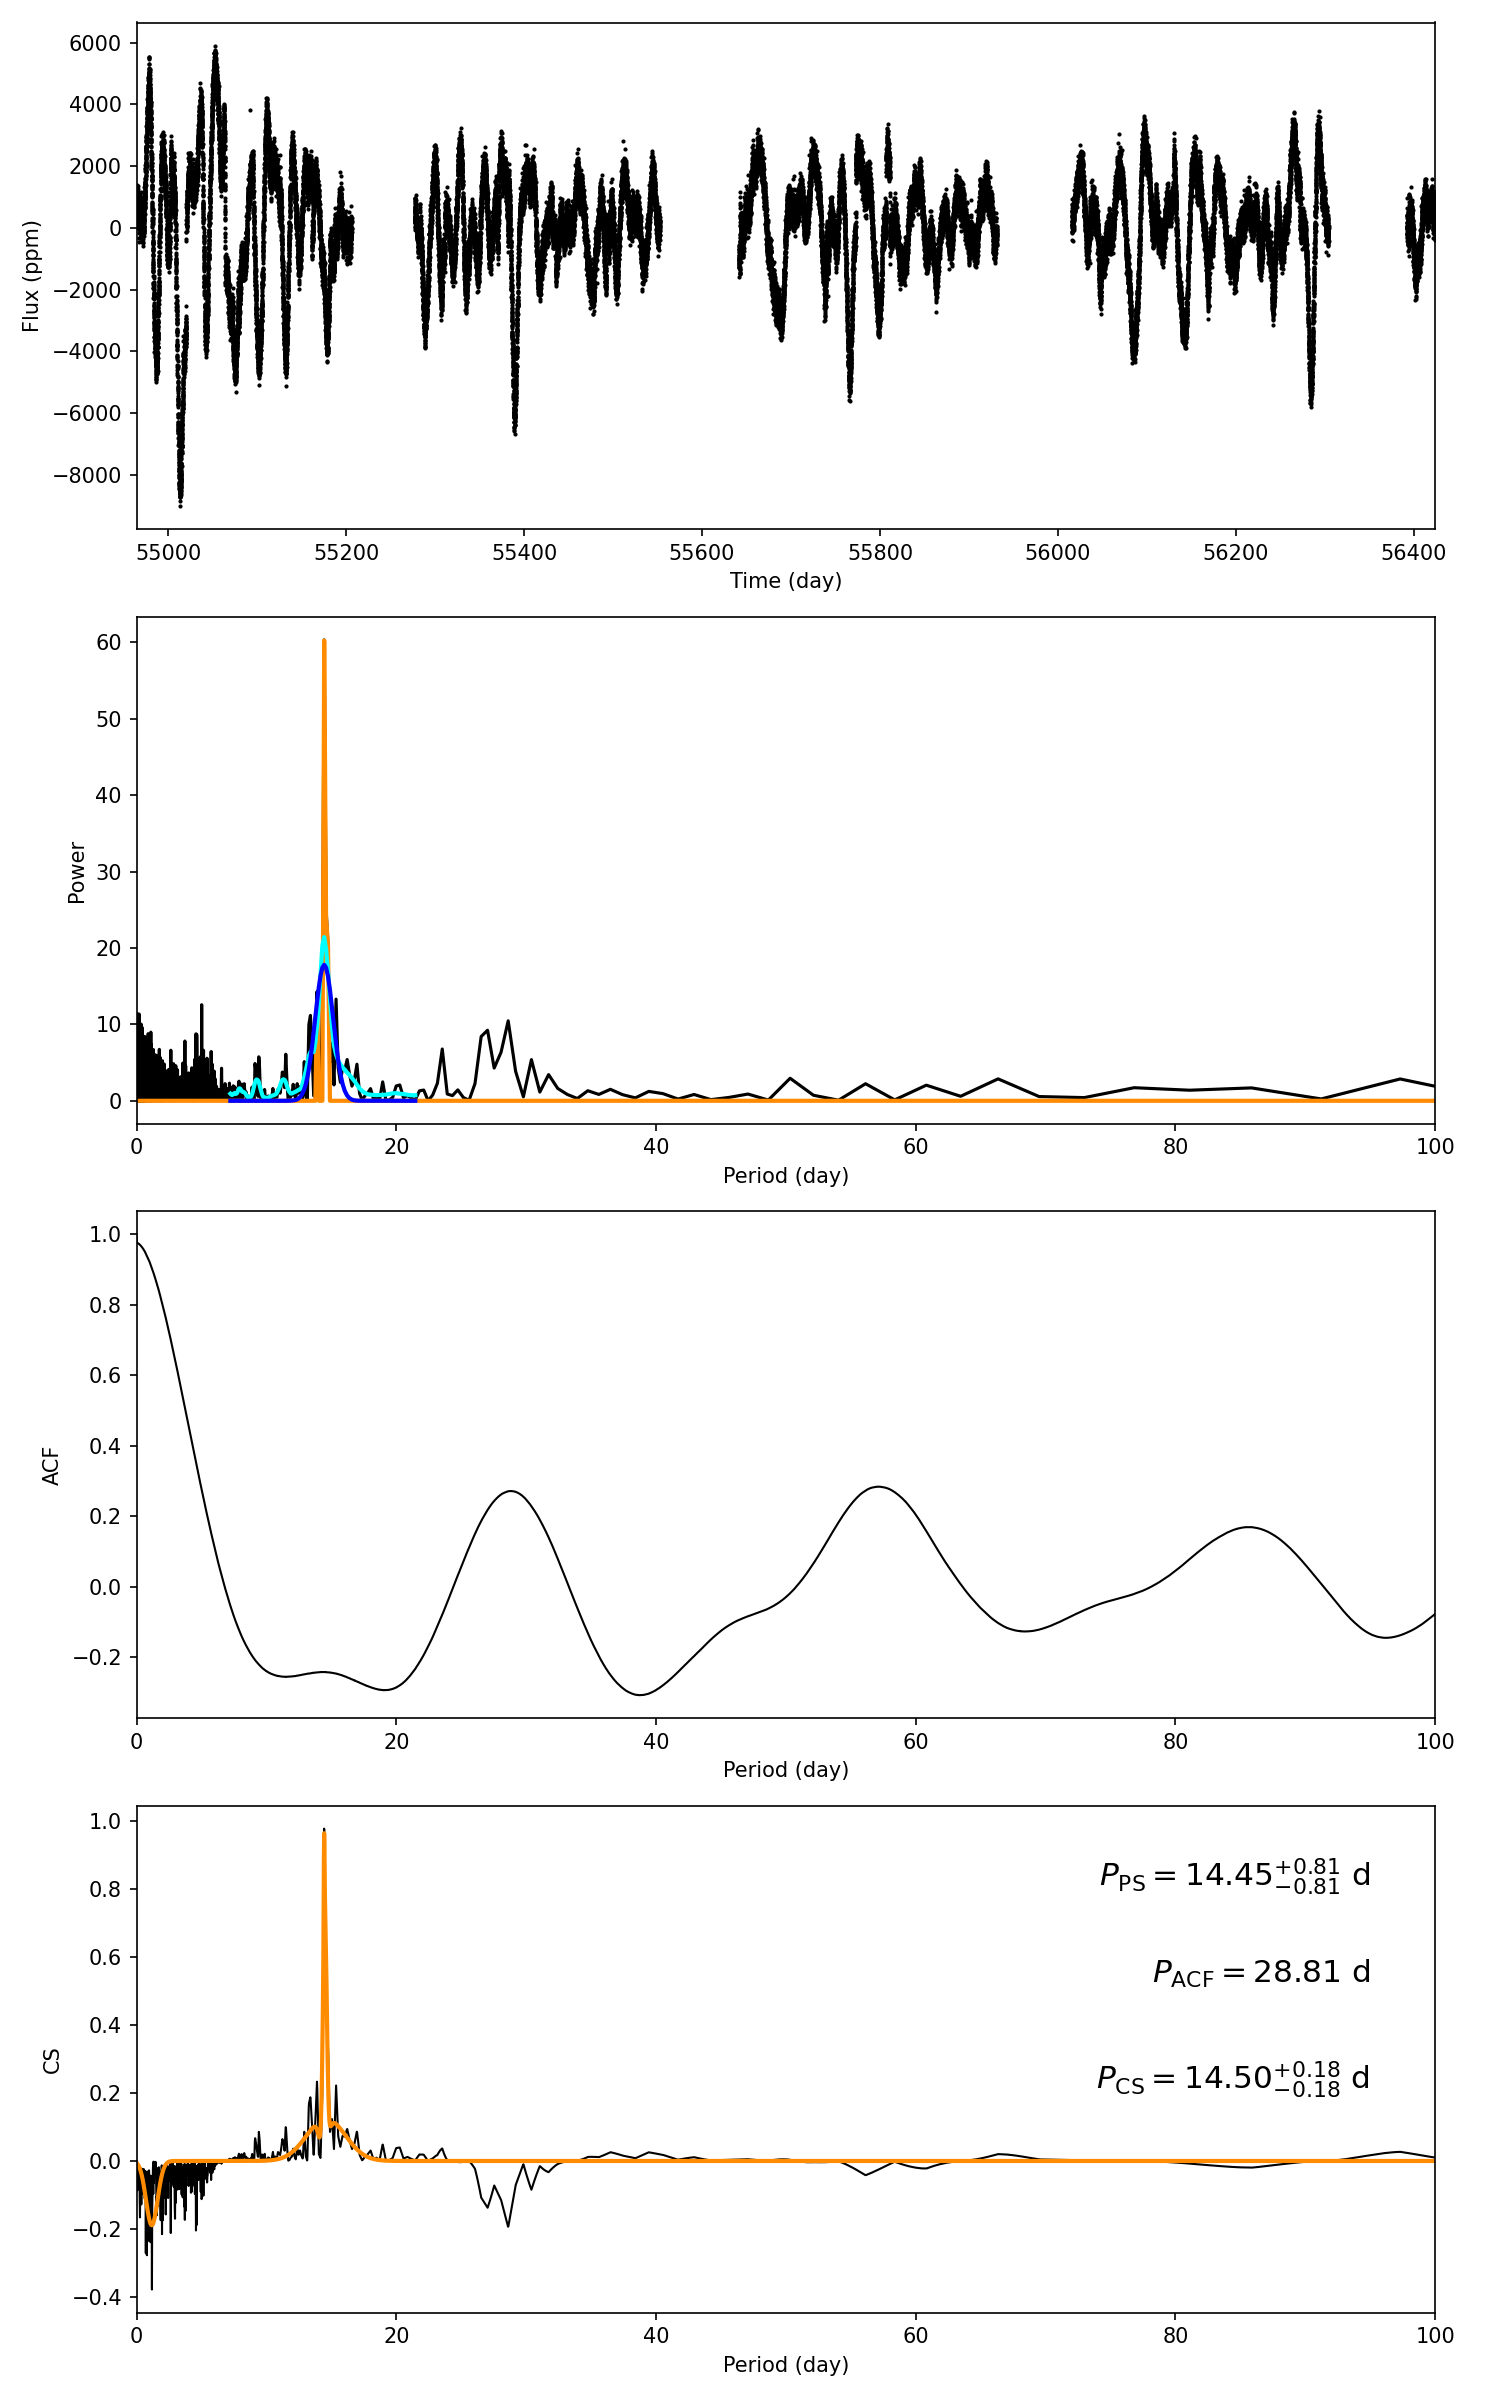 6000
4000
2000
0
−2000
−4000
−6000
−8000
Flux (ppm)
55000 55200 55400 55600 55800 56000 56200 56400
Time (day)
60
50
40
30
20
10
0
Power
0 20 40 60 80 100
Period (day)
1.0
0.8
0.6
0.4
0.2
0.0
−0.2
ACF
0 20 40 60 80 100
Period (day)
1.0
0.8
0.6
0.4
0.2
0.0
−0.2
−0.4
CS
P_PS = 14.45^{+0.81}_{−0.81} d
P_ACF = 28.81 d
P_CS = 14.50^{+0.18}_{−0.18} d
0 20 40 60 80 100
Period (day)